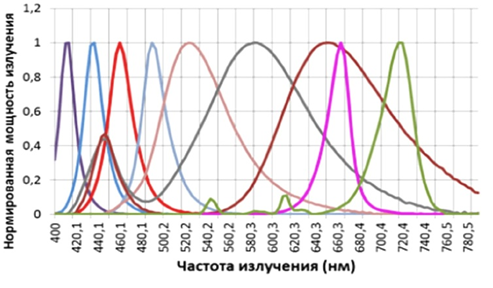 Нормированная мощность излучения
1,2
1
0,8
0,6
0,4
0,2
0
400 420,1 440,1 460,1 480,1 500,2 520,2 540,2 560,2 580,2 600,3 620,3 640,3 660,3 680,3 700,4 720,4 740,4 760,5 780,5
Частота излучения (нм)